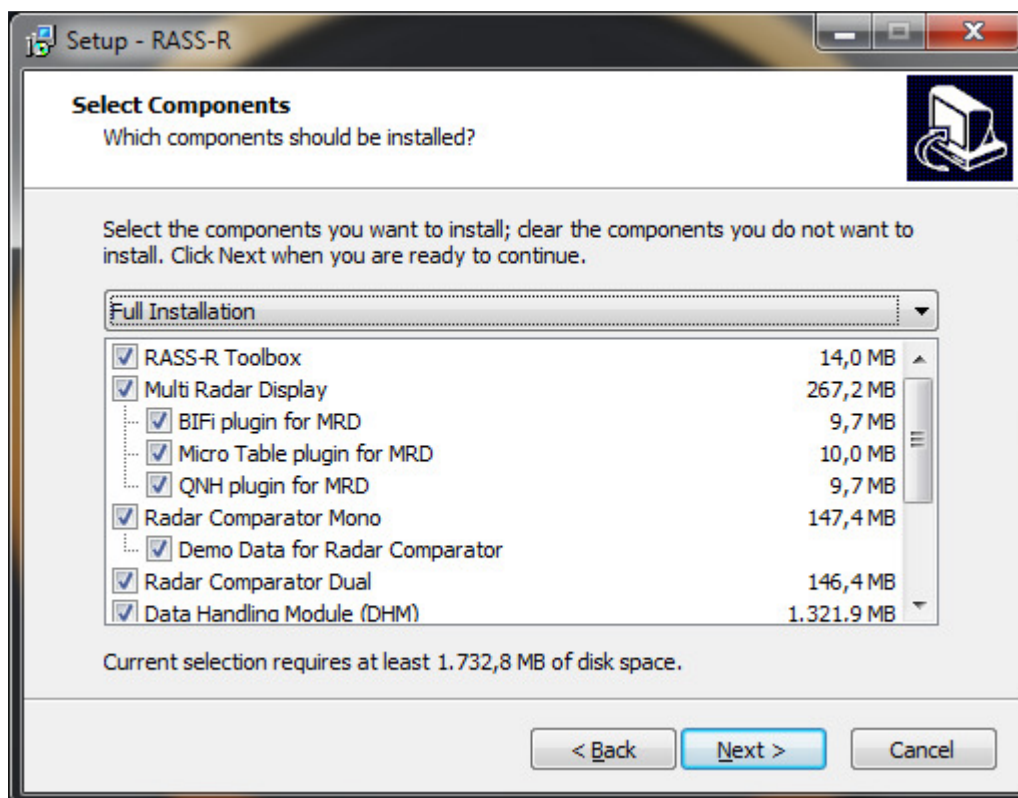 Setup - RASS-R
Select Components
Which components should be installed?
Select the components you want to install; clear the components you do not want to
install. Click Next when you are ready to continue.
Full Installation
RASS-R Toolbox 14,0 MB
Multi Radar Display 267,2 MB
BIFi plugin for MRD 9,7 MB
Micro Table plugin for MRD 10,0 MB
QNH plugin for MRD 9,7 MB
Radar Comparator Mono 147,4 MB
Demo Data for Radar Comparator
Radar Comparator Dual 146,4 MB
Data Handling Module (DHM) 1.321,9 MB
Current selection requires at least 1.732,8 MB of disk space.
< Back Next > Cancel